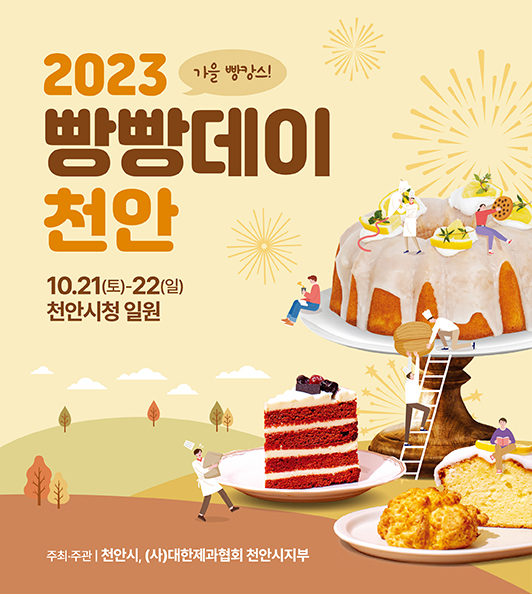 2023
가을 빵캉스!
빵빵데이
천안
10.21(토)-22(일)
천안시청 일원
주최·주관 | 천안시, (사)대한제과협회 천안시지부